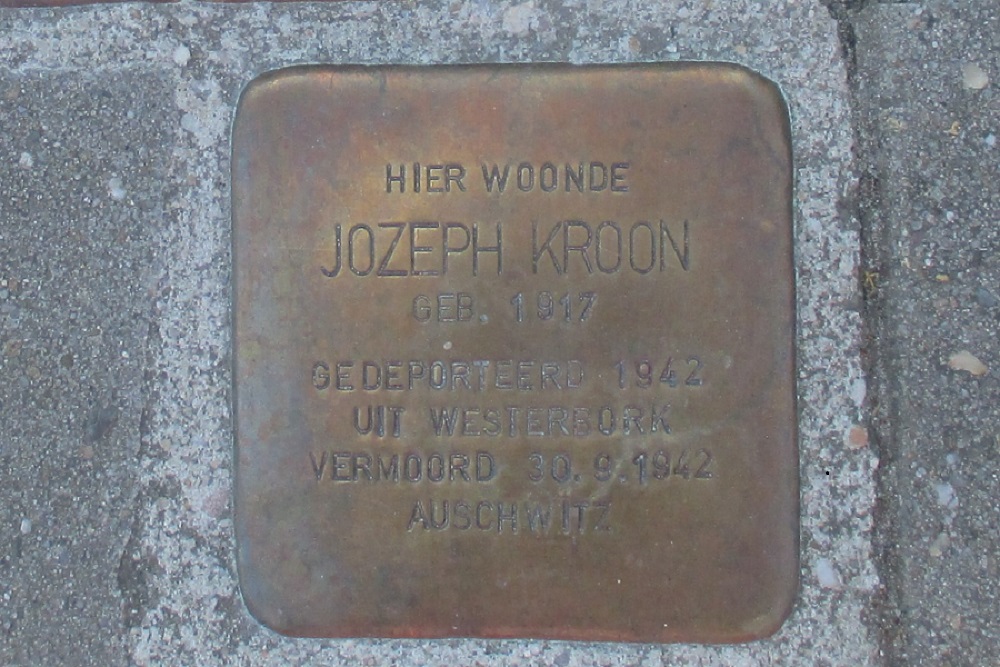 HIER WOONDE
JOZEPH KROON
GEB. 1917
GEDEPORTEERD 1942
UIT WESTERBORK
VERMOORD 30.9.1942
AUSCHWITZ